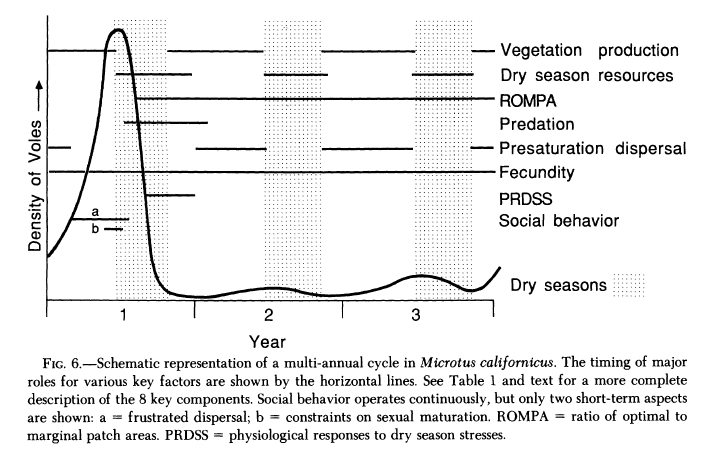 Vegetation production
Dry season resources
ROMPA
Predation
Presaturation dispersal
Fecundity
PRDSS
Social behavior
a
b
Dry seasons
Density of Voles
1 2 3
Year
FIG. 6.—Schematic representation of a multi-annual cycle in Microtus californicus. The timing of major
roles for various key factors are shown by the horizontal lines. See Table 1 and text for a more complete
description of the 8 key components. Social behavior operates continuously, but only two short-term aspects
are shown: a = frustrated dispersal; b = constraints on sexual maturation. ROMPA = ratio of optimal to
marginal patch areas. PRDSS = physiological responses to dry season stresses.